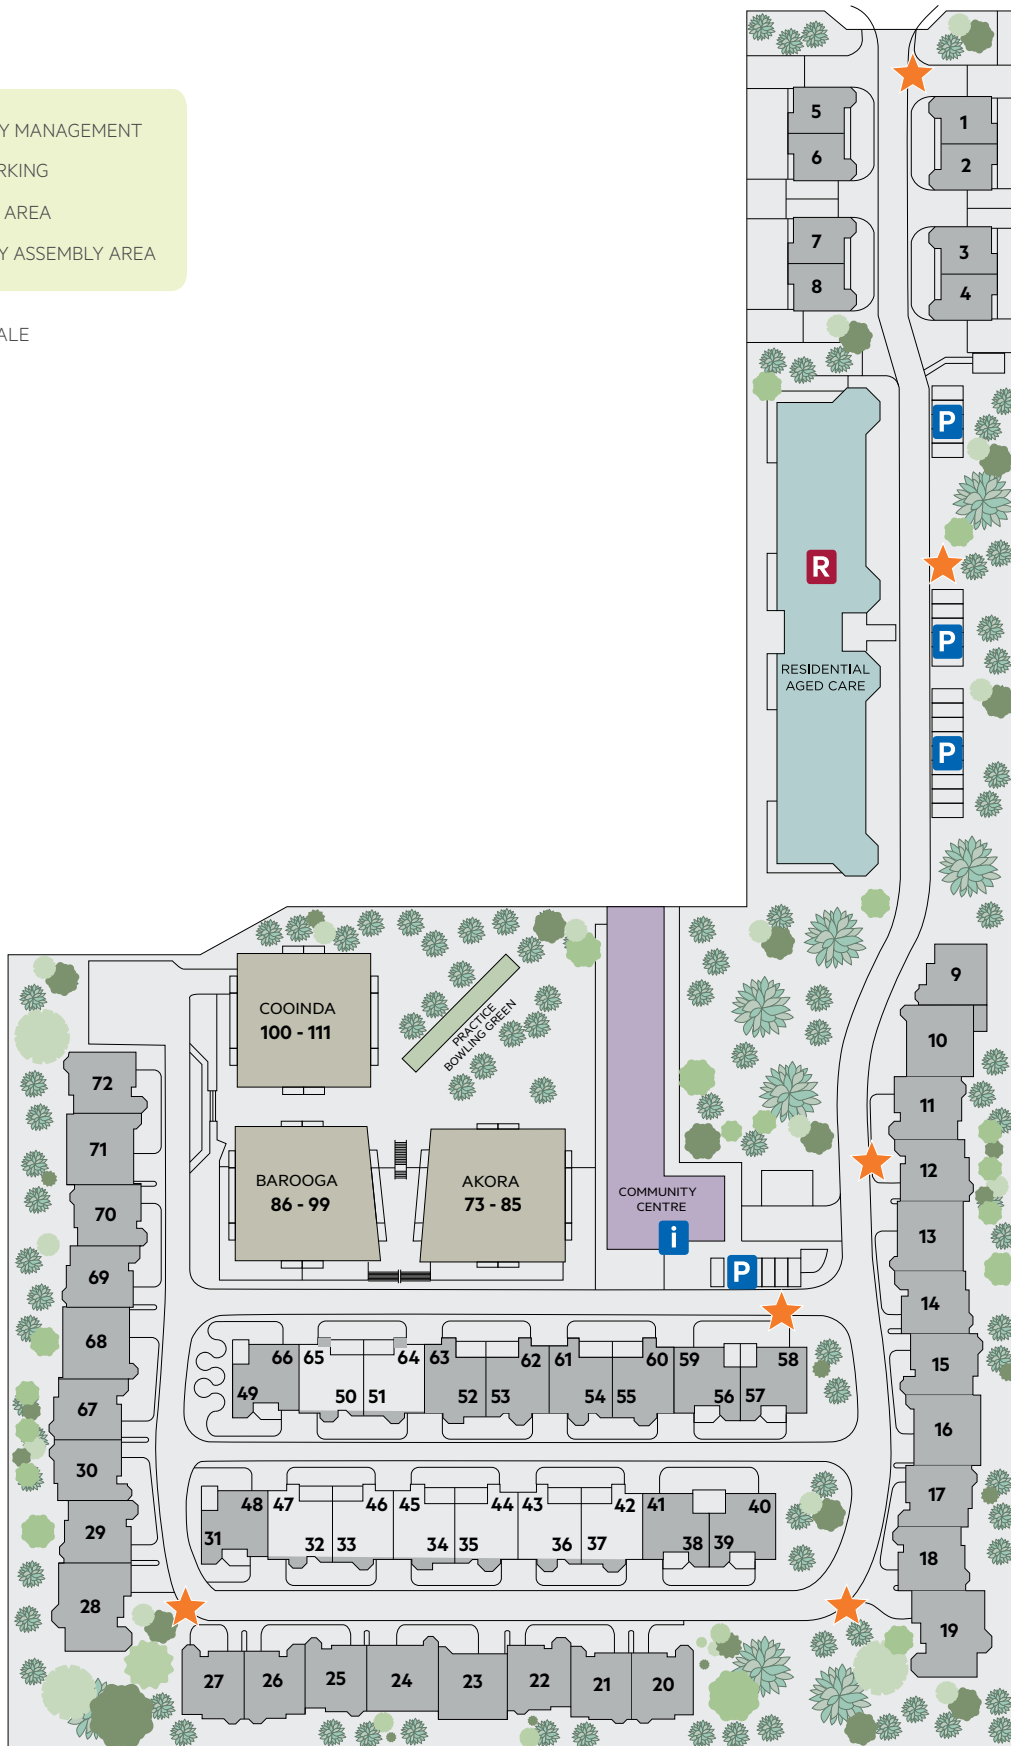 Y MANAGEMENT
RKING
AREA
Y ASSEMBLY AREA
ALE
5
1
6
2
7
3
8
4
P
R
P
RESIDENTIAL
AGED CARE
P
9
COOINDA
100 - 111
PRACTICE
BOWLING GREEN
10
72
11
71
12
BAROOGA
86 - 99
AKORA
73 - 85
COMMUNITY
CENTRE
i
P
70
13
69
14
68
66 65 64 63 62 61 60 59 58
15
49 50 51 52 53 54 55 56 57
67
16
30
17
48 47 46 45 44 43 42 41 40
29
31 32 33 34 35 36 37 38 39
18
28
19
27 26 25 24 23 22 21 20